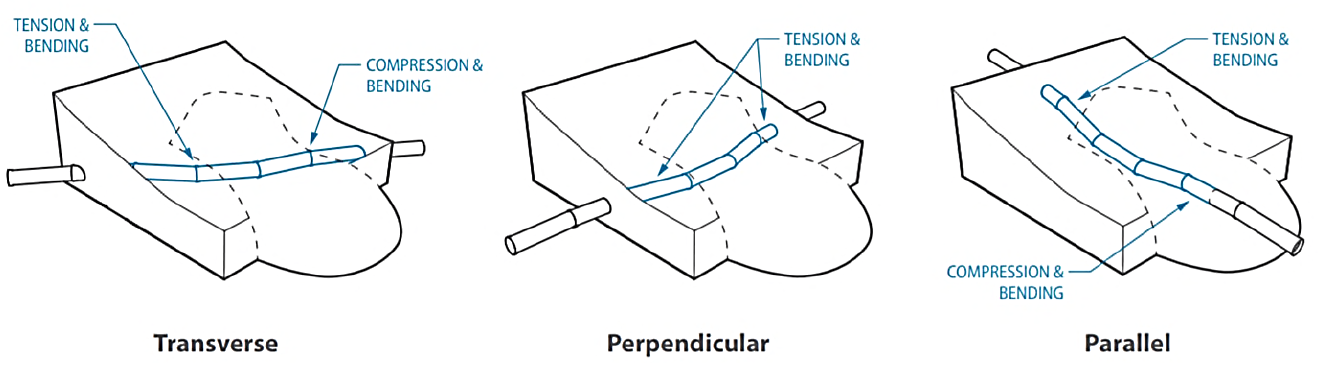 TENSION &
BENDING
COMPRESSION &
BENDING
Transverse
TENSION &
BENDING
Perpendicular
TENSION &
BENDING
COMPRESSION &
BENDING
Parallel